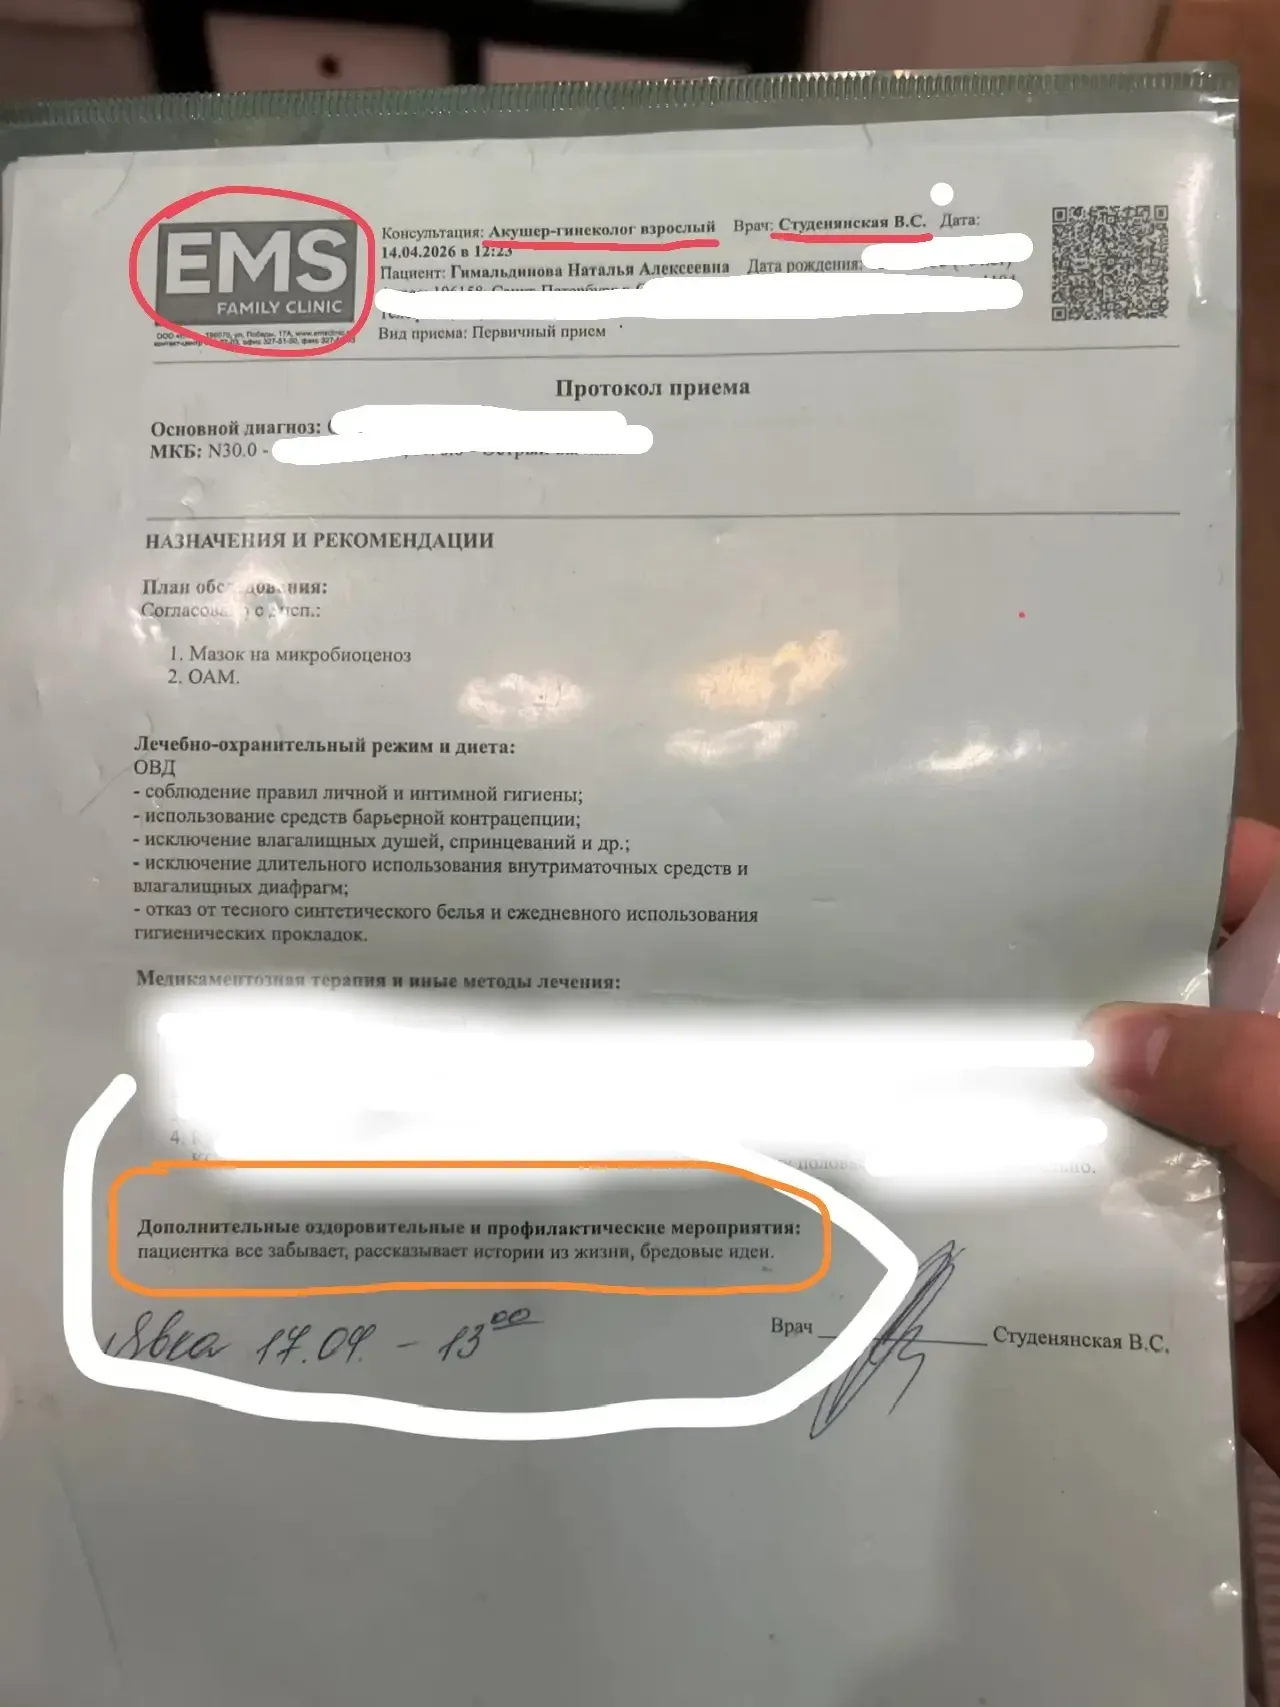 EMS
FAMILY CLINIC
Консультация: Акушер-гинеколог взрослый Врач: Студенянская В.С. Дата:
14.04.2026 в 12:23
Пациент: Гимальдинова Наталья Алексеевна Дата рождения:
Вид приема: Первичный прием
Протокол приема
Основной диагноз:
МКБ: N30.0 -
НАЗНАЧЕНИЯ И РЕКОМЕНДАЦИИ
План обследования:
Согласовано с
1. Мазок на микробиоценоз
2. ОАМ.
Лечебно-охранительный режим и диета:
ОВД
- соблюдение правил личной и интимной гигиены;
- использование средств барьерной контрацепции;
- исключение влагалищных душей, спринцеваний и др.;
- исключение длительного использования внутриматочных средств и
влагалищных диафрагм;
- отказ от тесного синтетического белья и ежедневного использования
гигиенических прокладок.
Медикаментозная терапия и иные методы лечения:
4.
Дополнительные оздоровительные и профилактические мероприятия:
пациентка все забывает, рассказывает истории из жизни, бредовые идеи.
Явка 17.04. - 13 00
Врач Студенянская В.С.